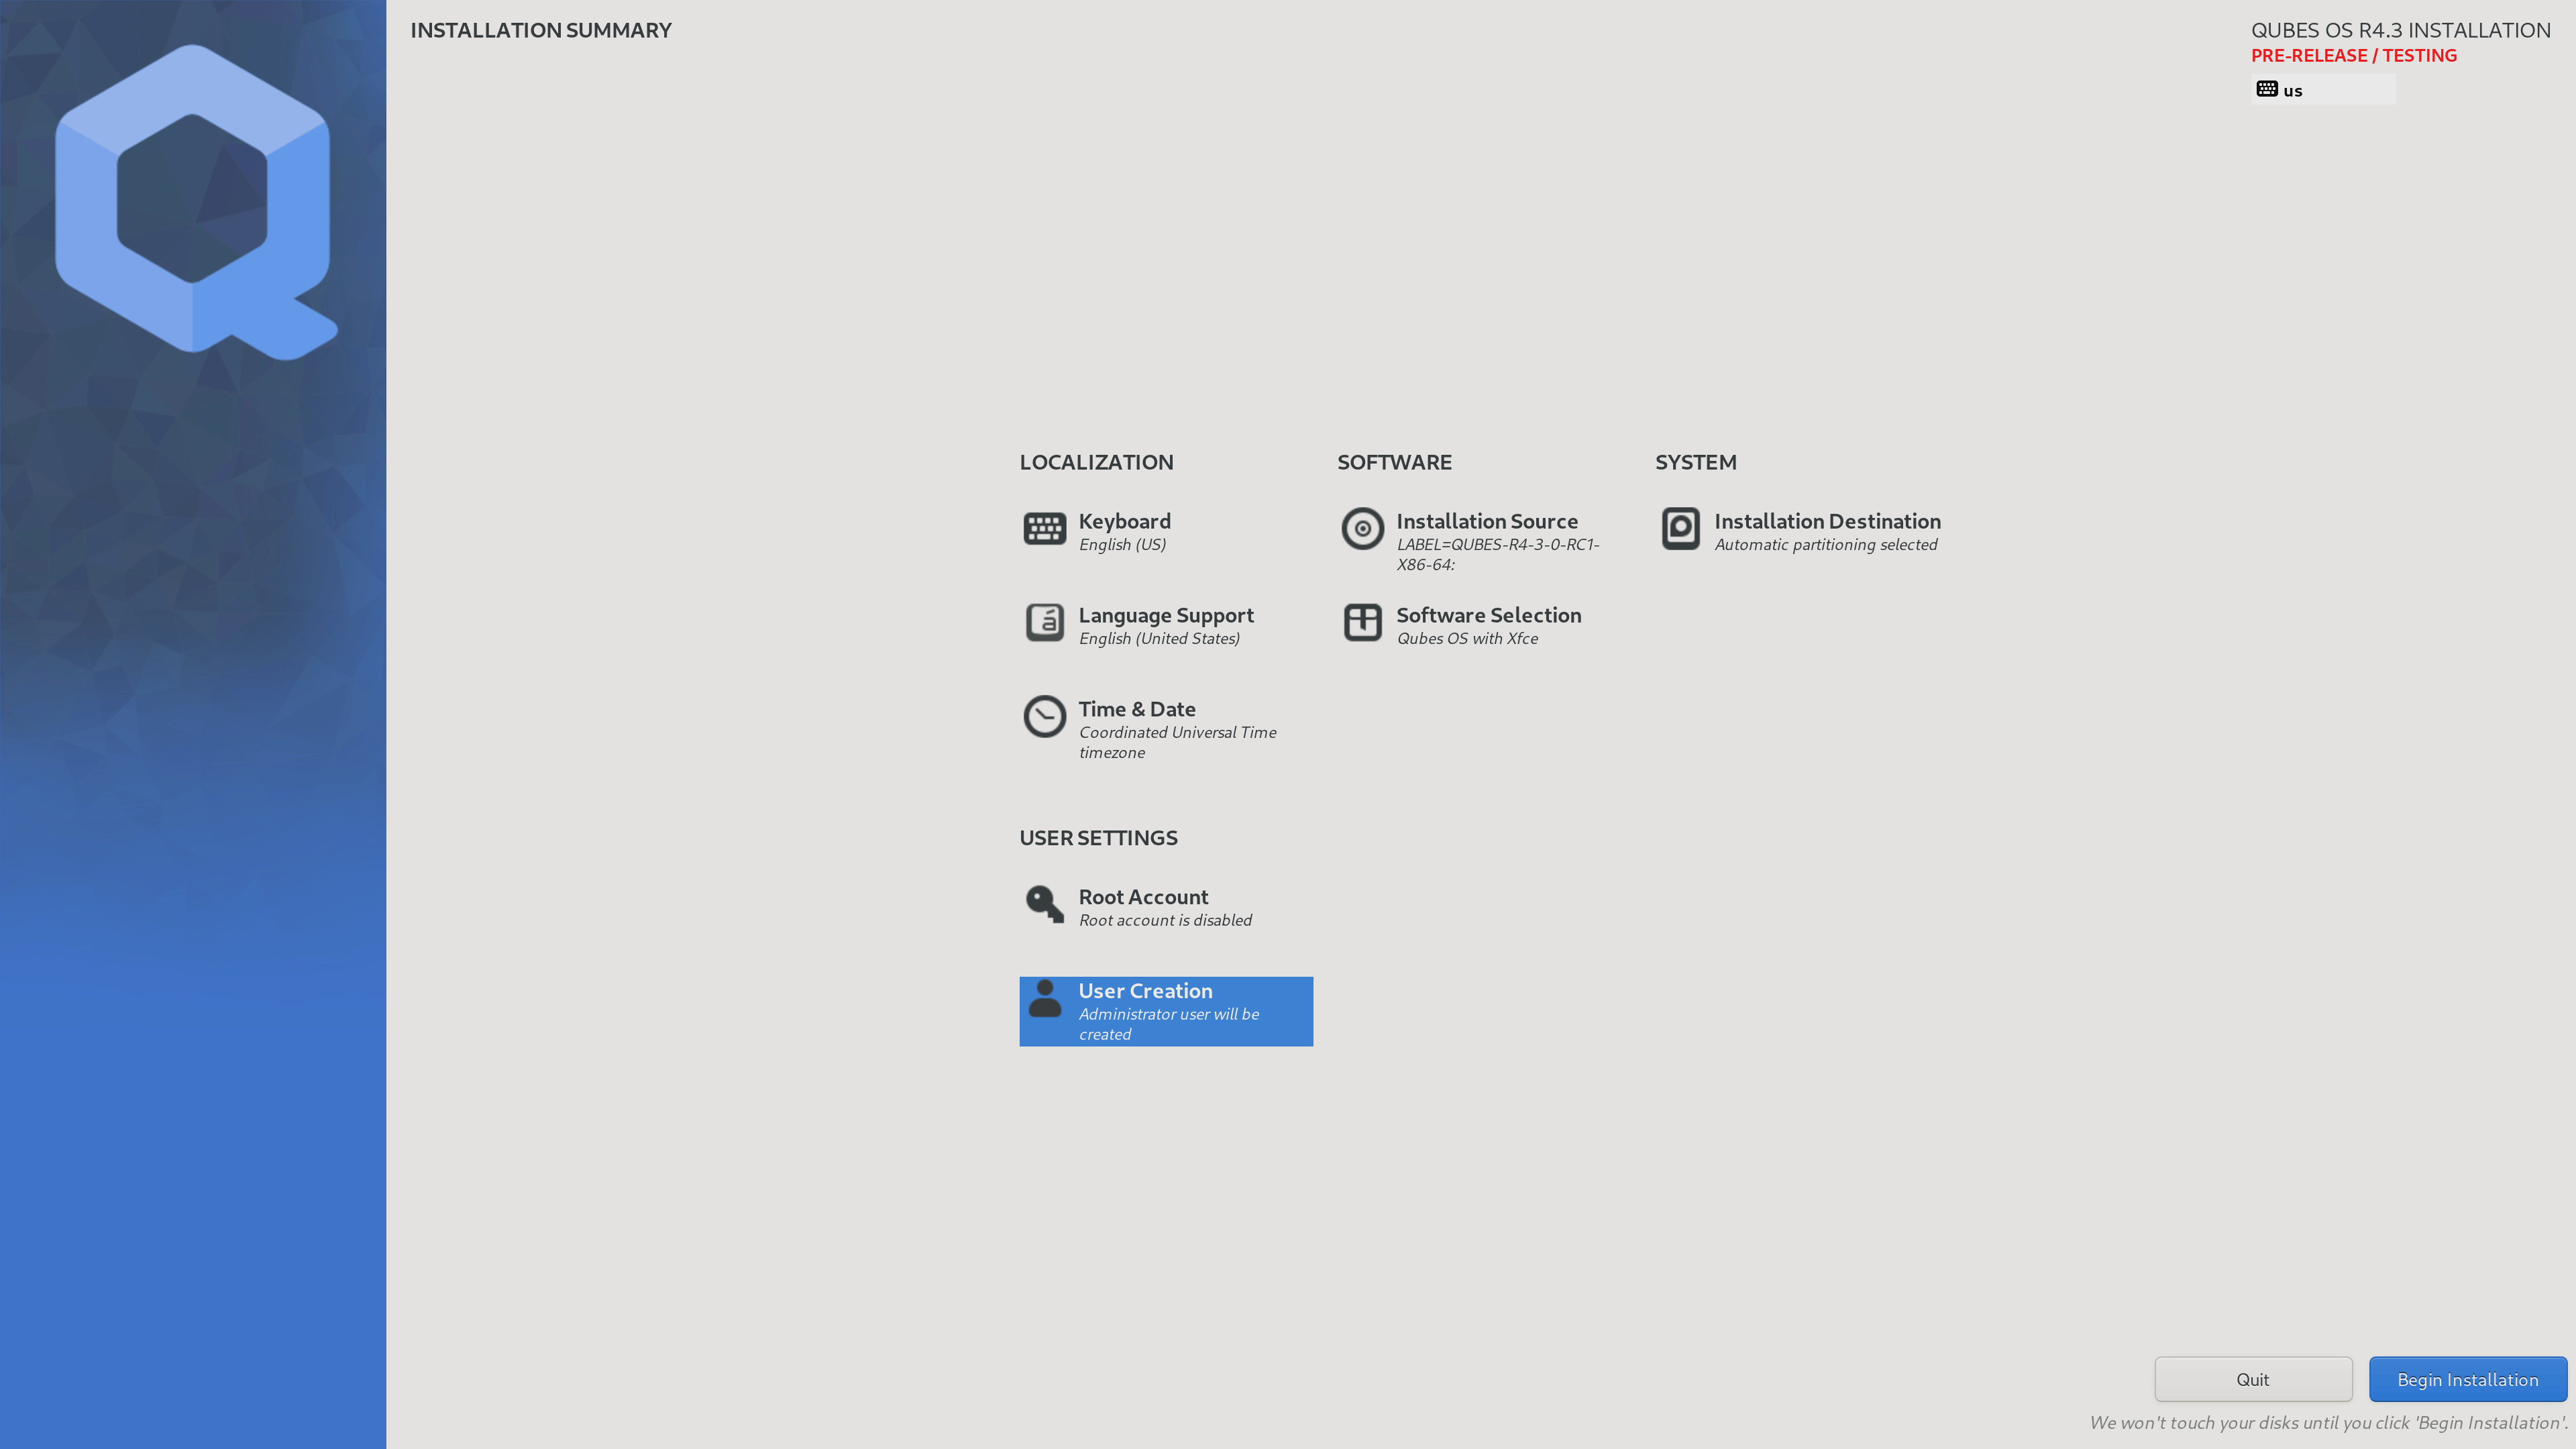 INSTALLATION SUMMARY
QUBES OS R4.3 INSTALLATION
PRE-RELEASE / TESTING
us
LOCALIZATION
Keyboard
English (US)
Language Support
English (United States)
Time & Date
Coordinated Universal Time
timezone
SOFTWARE
Installation Source
LABEL=QUBES-R4-3-0-RC1-
X86-64:
Software Selection
Qubes OS with Xfce
SYSTEM
Installation Destination
Automatic partitioning selected
USER SETTINGS
Root Account
Root account is disabled
User Creation
Administrator user will be
created
Quit
Begin Installation
We won't touch your disks until you click 'Begin Installation'.